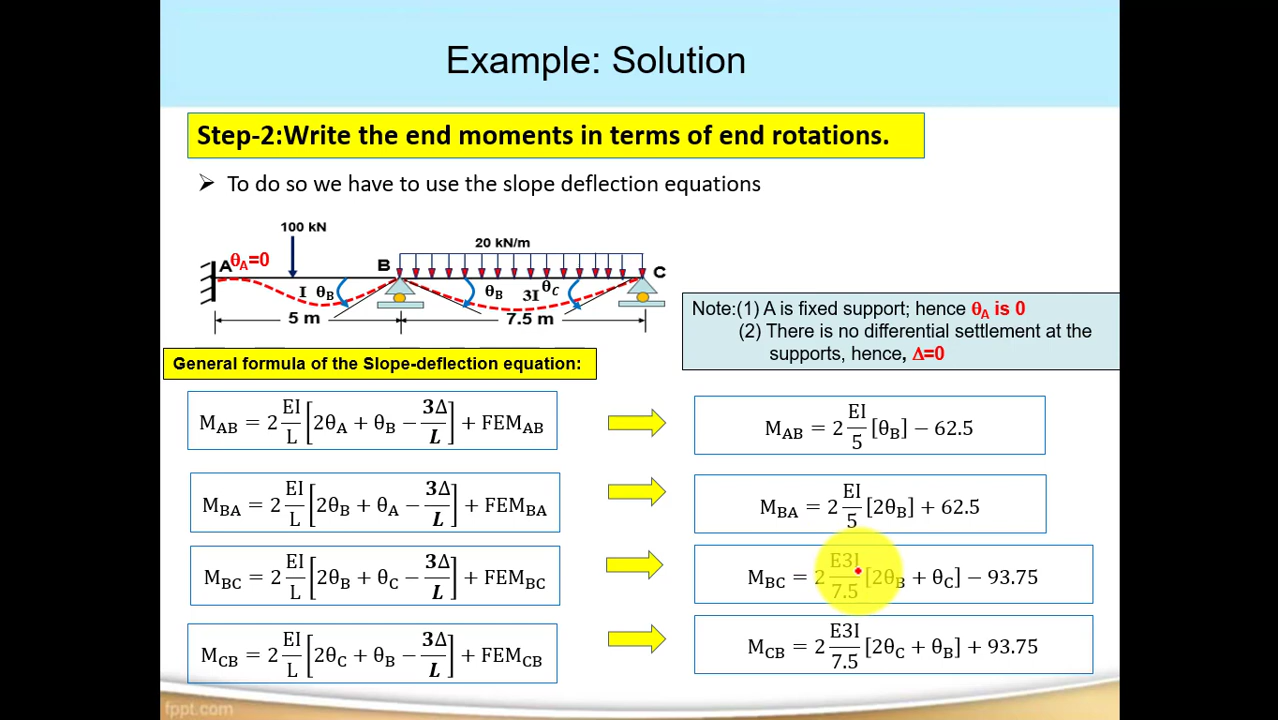 Example: Solution
Step-2:Write the end moments in terms of end rotations.
➢ To do so we have to use the slope deflection equations
100 kN
20 kN/m
A θA=0
B
C
I θB
θB
3I θC
5 m
7.5 m
Note:(1) A is fixed support; hence θA is 0
(2) There is no differential settlement at the
supports, hence, Δ=0
General formula of the Slope-deflection equation:
MAB = 2 EI/L [2θA + θB − 3Δ/L] + FEMAB
MAB = 2 EI/5 [θB] − 62.5
MBA = 2 EI/L [2θB + θA − 3Δ/L] + FEMBA
MBA = 2 EI/5 [2θB] + 62.5
MBC = 2 EI/L [2θB + θC − 3Δ/L] + FEMBC
MBC = 2 E3I/7.5 [2θB + θC] − 93.75
MCB = 2 EI/L [2θC + θB − 3Δ/L] + FEMCB
MCB = 2 E3I/7.5 [2θC + θB] + 93.75
fppt.com